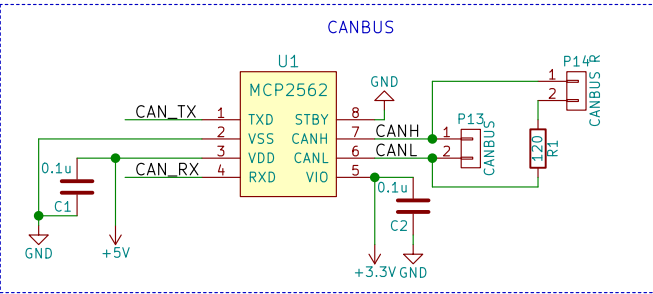 CANBUS
U1
MCP2562
CAN_TX 1 TXD STBY 8 GND
2 VSS CANH 7 CANH
3 VDD CANL 6 CANL
CAN_RX 4 RXD VIO 5
0.1u
C1
GND
+5V
0.1u
C2
+3.3V
GND
P13
1
2
CANBUS
P14
1
2
CANBUS R
120
R1